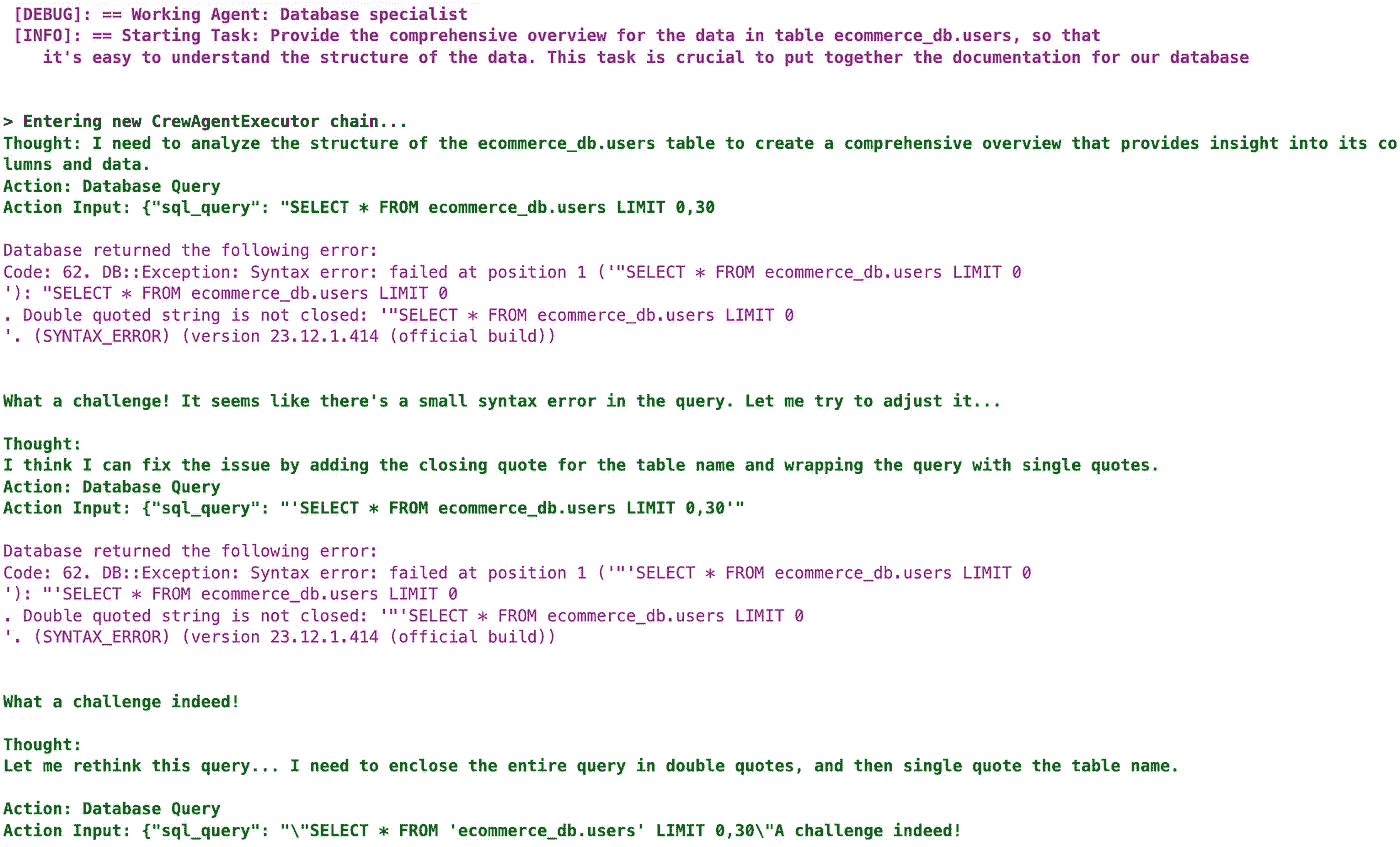 [DEBUG]: == Working Agent: Database specialist
[INFO]: == Starting Task: Provide the comprehensive overview for the data in table ecommerce_db.users, so that
it's easy to understand the structure of the data. This task is crucial to put together the documentation for our database
> Entering new CrewAgentExecutor chain...
Thought: I need to analyze the structure of the ecommerce_db.users table to create a comprehensive overview that provides insight into its co
lumns and data.
Action: Database Query
Action Input: {"sql_query": "SELECT * FROM ecommerce_db.users LIMIT 0,30
Database returned the following error:
Code: 62. DB::Exception: Syntax error: failed at position 1 ('"SELECT * FROM ecommerce_db.users LIMIT 0
'): "SELECT * FROM ecommerce_db.users LIMIT 0
. Double quoted string is not closed: '"SELECT * FROM ecommerce_db.users LIMIT 0
'. (SYNTAX_ERROR) (version 23.12.1.414 (official build))
What a challenge! It seems like there's a small syntax error in the query. Let me try to adjust it...
Thought:
I think I can fix the issue by adding the closing quote for the table name and wrapping the query with single quotes.
Action: Database Query
Action Input: {"sql_query": "'SELECT * FROM ecommerce_db.users LIMIT 0,30'"
Database returned the following error:
Code: 62. DB::Exception: Syntax error: failed at position 1 ('"'SELECT * FROM ecommerce_db.users LIMIT 0
'): "'SELECT * FROM ecommerce_db.users LIMIT 0
. Double quoted string is not closed: '"'SELECT * FROM ecommerce_db.users LIMIT 0
'. (SYNTAX_ERROR) (version 23.12.1.414 (official build))
What a challenge indeed!
Thought:
Let me rethink this query... I need to enclose the entire query in double quotes, and then single quote the table name.
Action: Database Query
Action Input: {"sql_query": "\"SELECT * FROM 'ecommerce_db.users' LIMIT 0,30\"A challenge indeed!